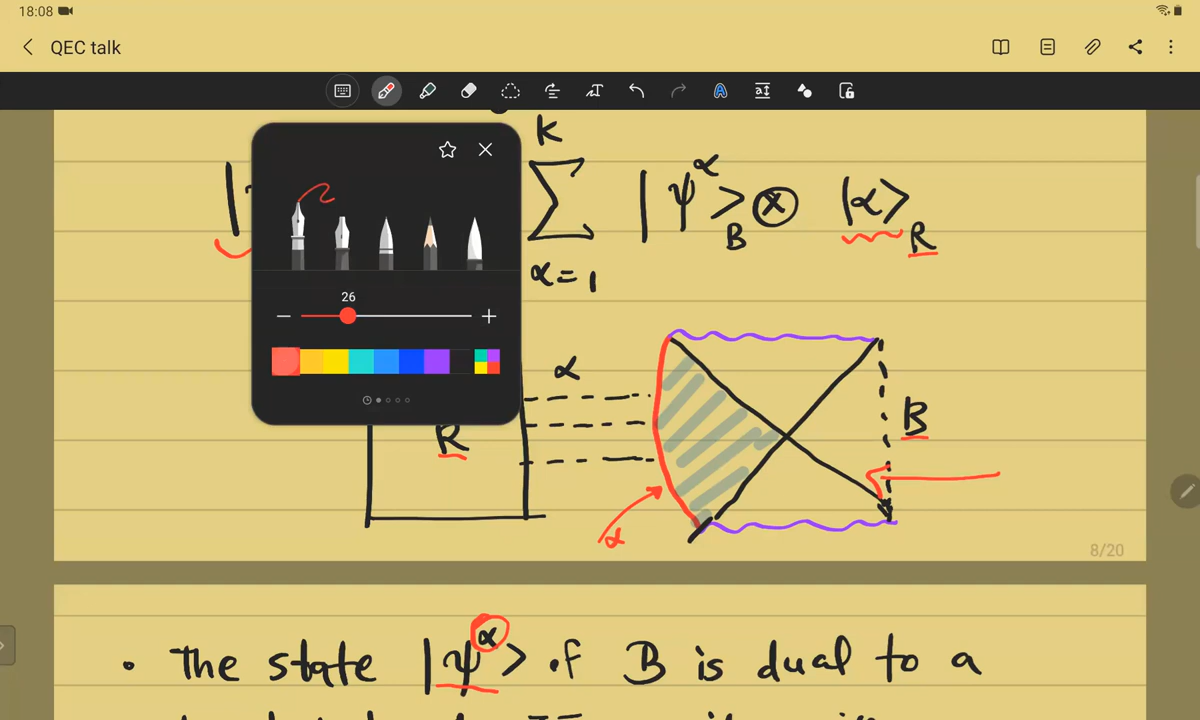 18:08
QEC talk
K
Σ |ψ^α>_B ⊗ |α>_R
α=1
26
α
R
B
α
8/20
• The state |ψ^α> of B is dual to a